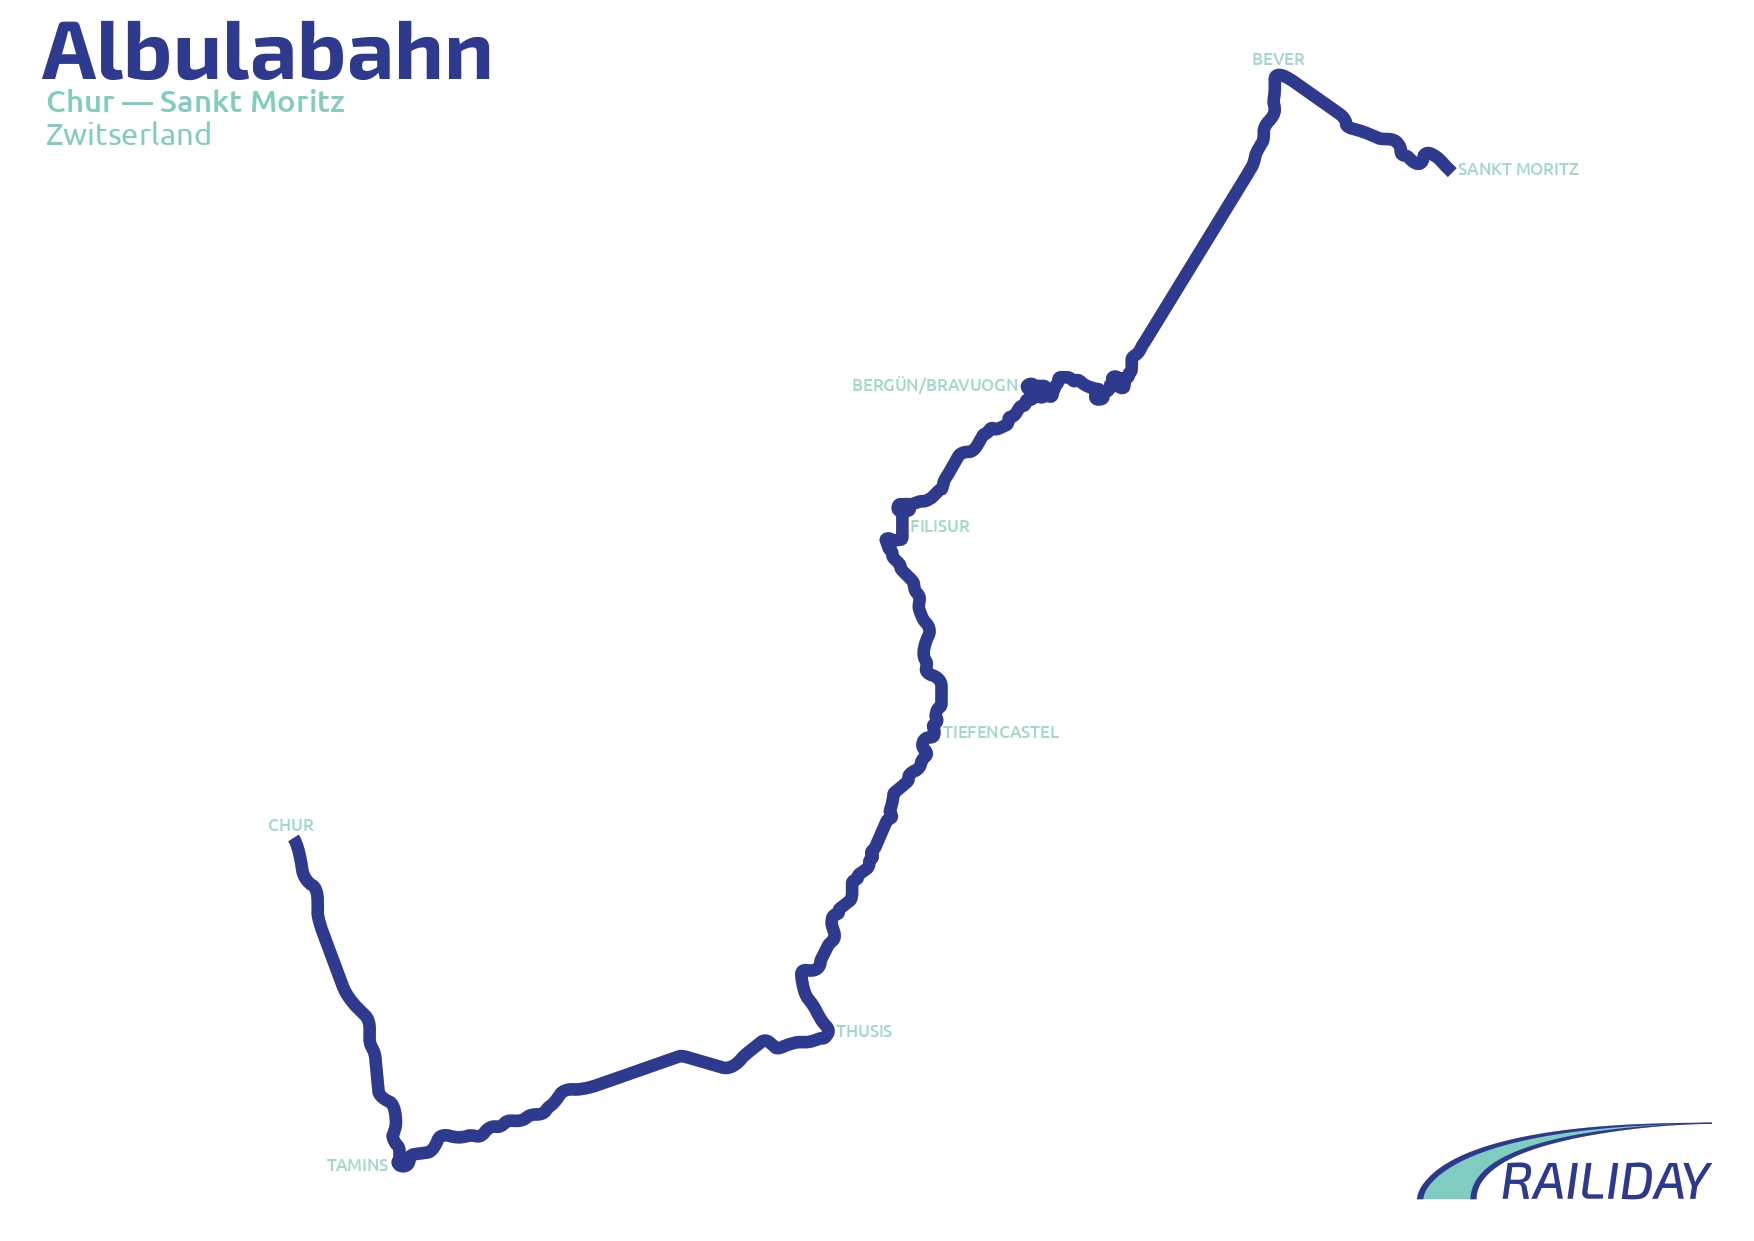 Albulabahn
Chur — Sankt Moritz
Zwitserland
BEVER
SANKT MORITZ
BERGÜN/BRAVUOGN
FILISUR
TIEFENCASTEL
CHUR
THUSIS
TAMINS
RAILIDAY